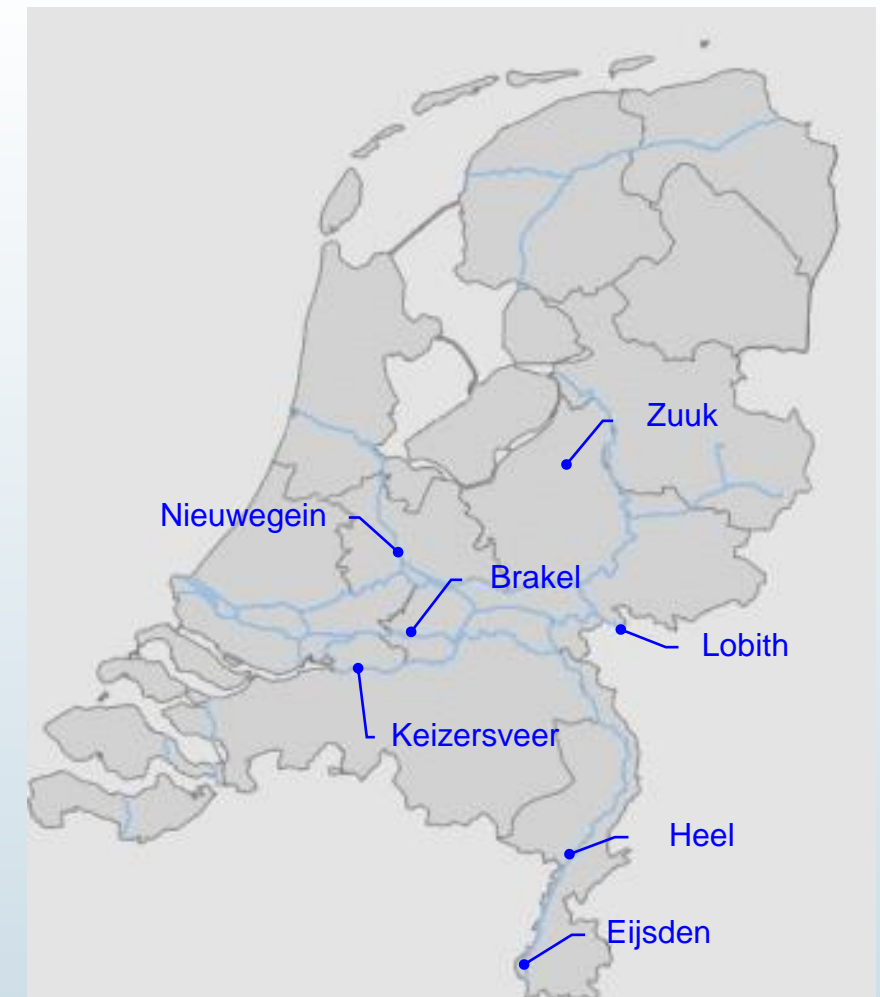 Zuuk
Nieuwegein
Brakel
Lobith
Keizersveer
Heel
Eijsden